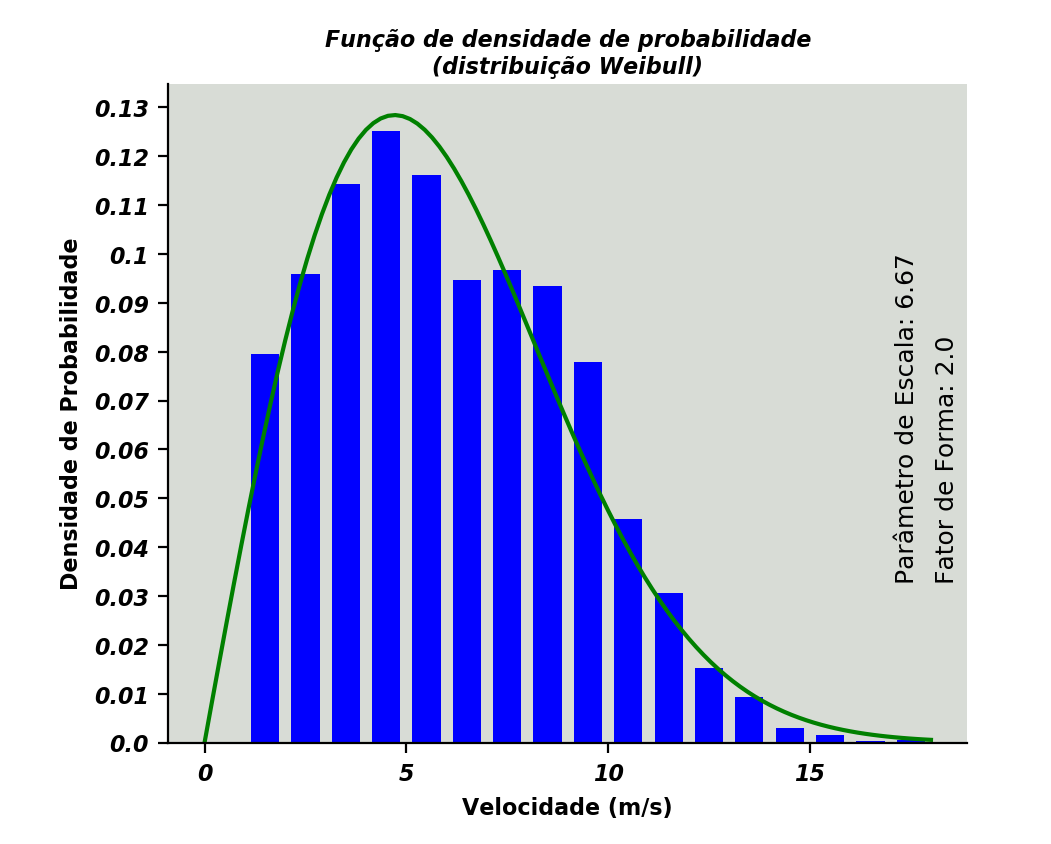 Função de densidade de probabilidade
(distribuição Weibull)
0.13
0.12
0.11
0.1
0.09
0.08
0.07
0.06
0.05
0.04
0.03
0.02
0.01
0.0
Densidade de Probabilidade
0 5 10 15
Velocidade (m/s)
Parâmetro de Escala: 6.67
Fator de Forma: 2.0